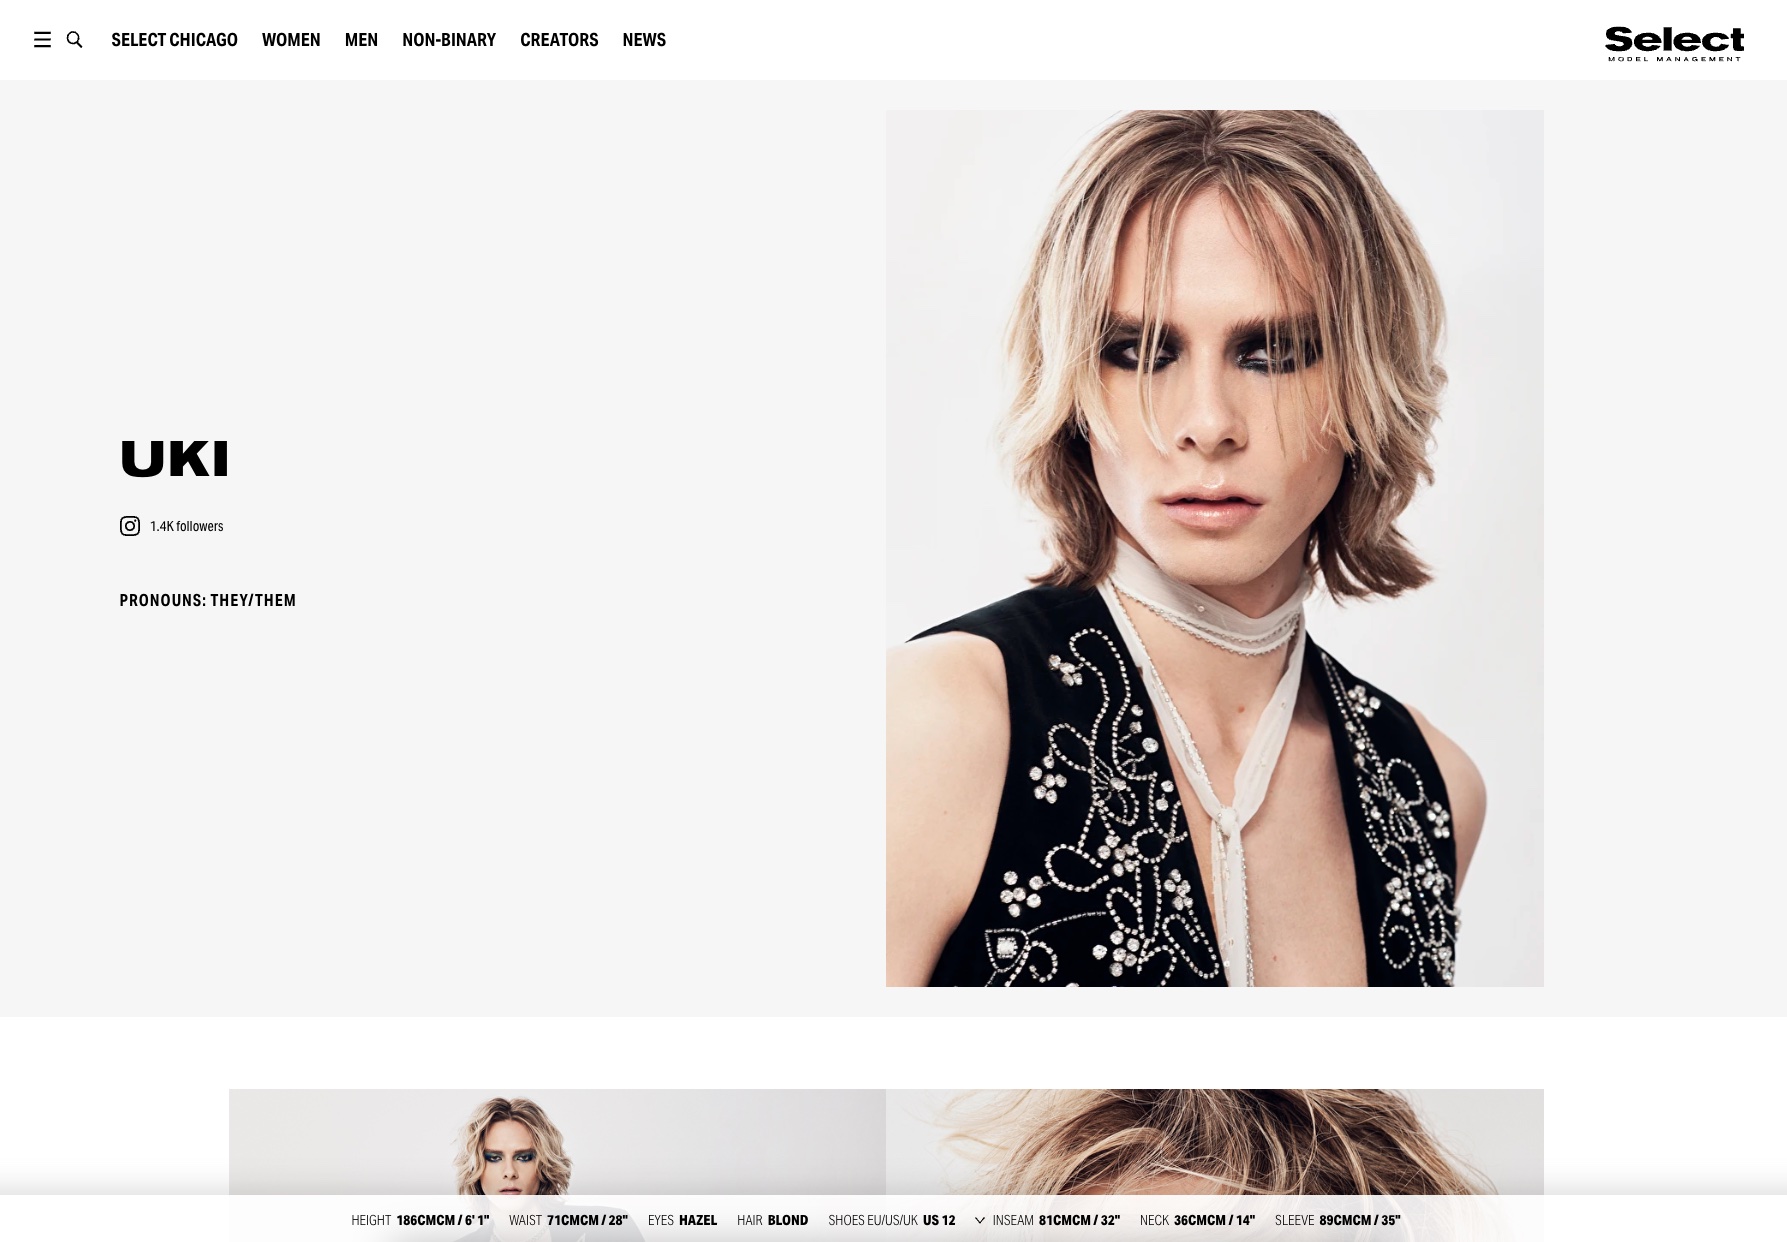 SELECT CHICAGO WOMEN MEN NON-BINARY CREATORS NEWS
Select
MODEL MANAGEMENT
UKI
1.4K followers
PRONOUNS: THEY/THEM
HEIGHT 186CMCM / 6' 1" WAIST 71CMCM / 28" EYES HAZEL HAIR BLOND SHOES EU/US/UK US 12 INSEAM 81CMCM / 32" NECK 36CMCM / 14" SLEEVE 89CMCM / 35"